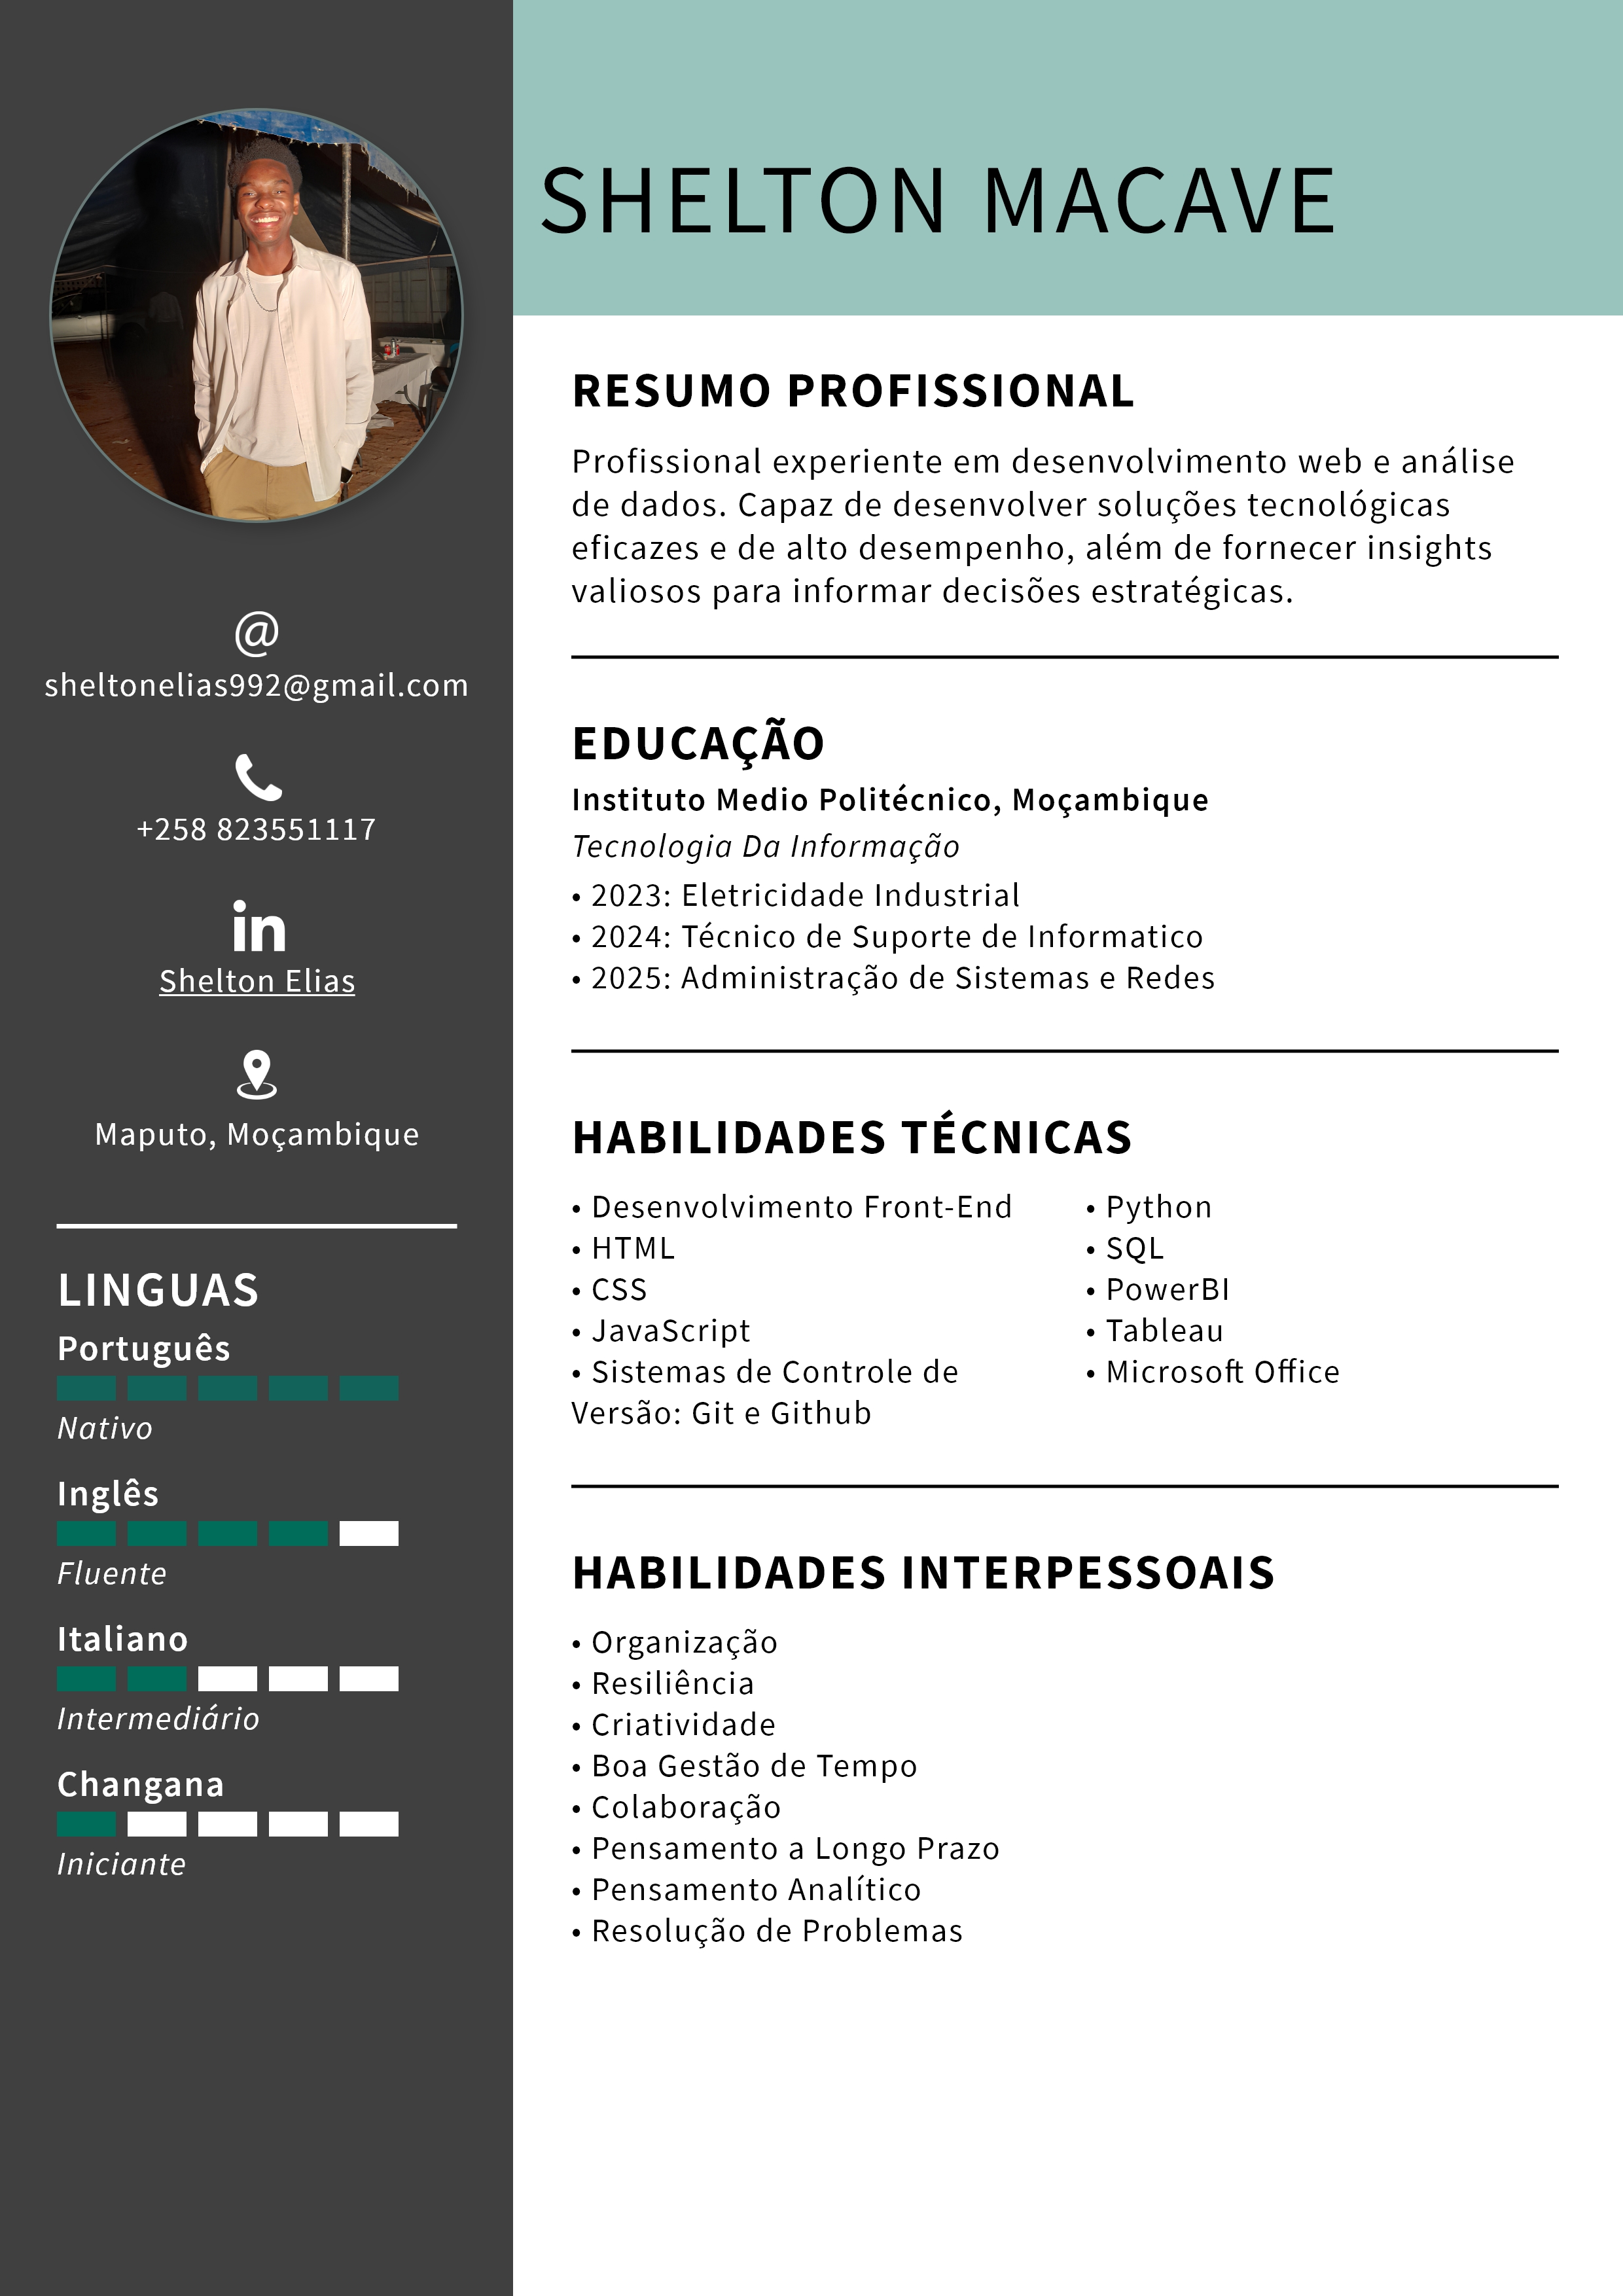 SHELTON MACAVE
@
sheltonelias992@gmail.com
+258 823551117
in
Shelton Elias
Maputo, Moçambique
LINGUAS
Português
Nativo
Inglês
Fluente
Italiano
Intermediário
Changana
Iniciante
RESUMO PROFISSIONAL
Profissional experiente em desenvolvimento web e análise
de dados. Capaz de desenvolver soluções tecnológicas
eficazes e de alto desempenho, além de fornecer insights
valiosos para informar decisões estratégicas.
EDUCAÇÃO
Instituto Medio Politécnico, Moçambique
Tecnologia Da Informação
• 2023: Eletricidade Industrial
• 2024: Técnico de Suporte de Informatico
• 2025: Administração de Sistemas e Redes
HABILIDADES TÉCNICAS
• Desenvolvimento Front-End
• HTML
• CSS
• JavaScript
• Sistemas de Controle de
Versão: Git e Github
• Python
• SQL
• PowerBI
• Tableau
• Microsoft Office
HABILIDADES INTERPESSOAIS
• Organização
• Resiliência
• Criatividade
• Boa Gestão de Tempo
• Colaboração
• Pensamento a Longo Prazo
• Pensamento Analítico
• Resolução de Problemas